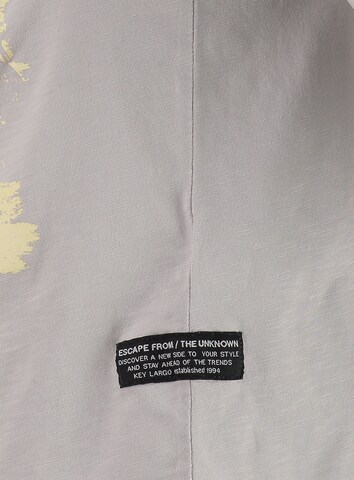 ESCAPE FROM / THE UNKNOWN
DISCOVER A NEW SIDE TO YOUR STYLE
AND STAY AHEAD OF THE TRENDS
KEY LARGO established 1994